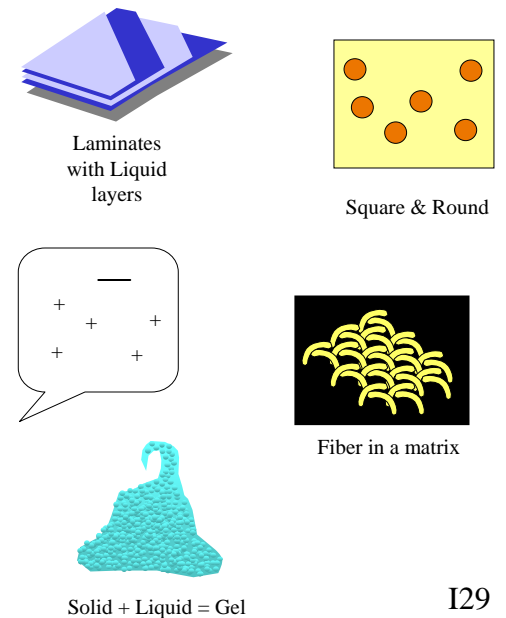 Laminates
with Liquid
layers
Square & Round
—
+
+
+
+
+
Fiber in a matrix
Solid + Liquid = Gel
I29